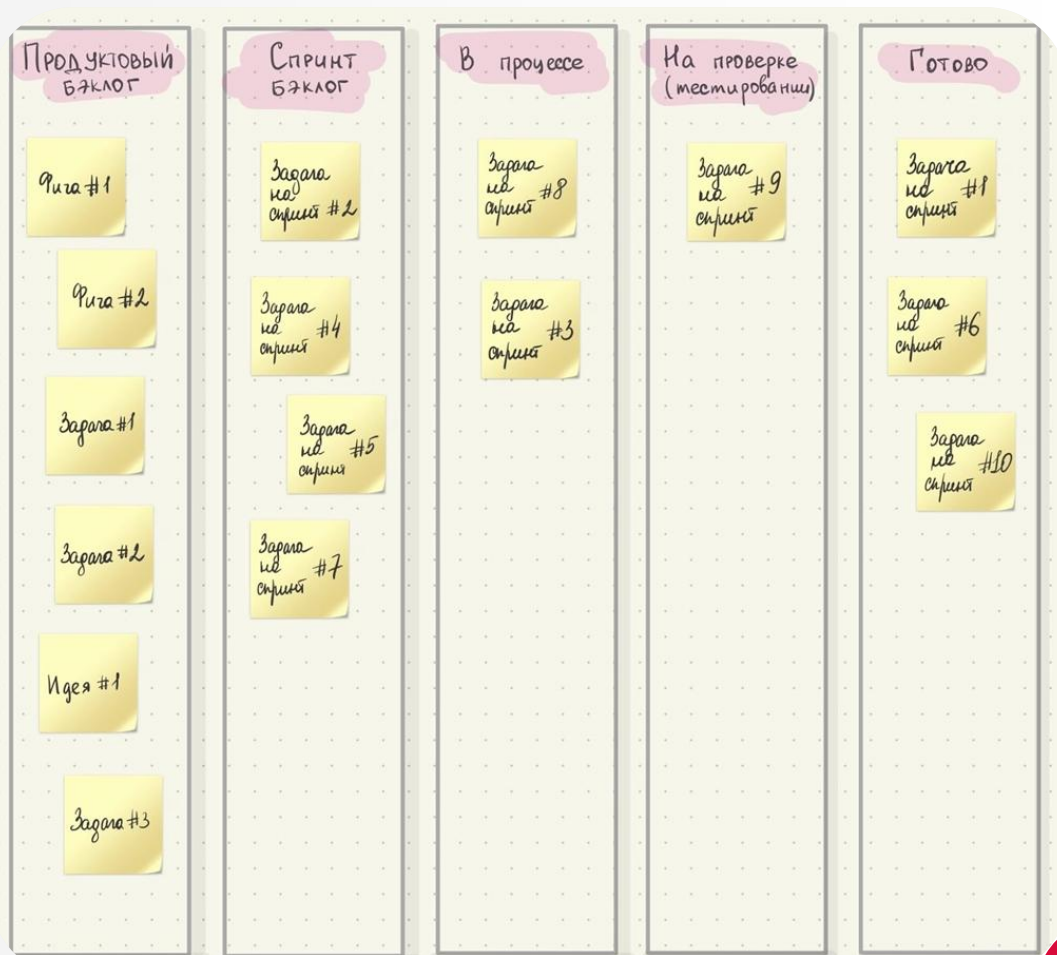 Продуктовый
бэклог
Фича #1
Фича #2
Задача #1
Задача #2
Идея #1
Задача #3
Спринт
бэклог
Задача
на
спринт #2
Задача
на #4
спринт
Задача
на #5
спринт
Задача
на #7
спринт
В процессе
Задача
на #8
спринт
Задача
на #3
спринт
На проверке
(тестировании)
Задача
на #9
спринт
Готово
Задача
на #1
спринт
Задача
на #6
спринт
Задача
на #10
спринт